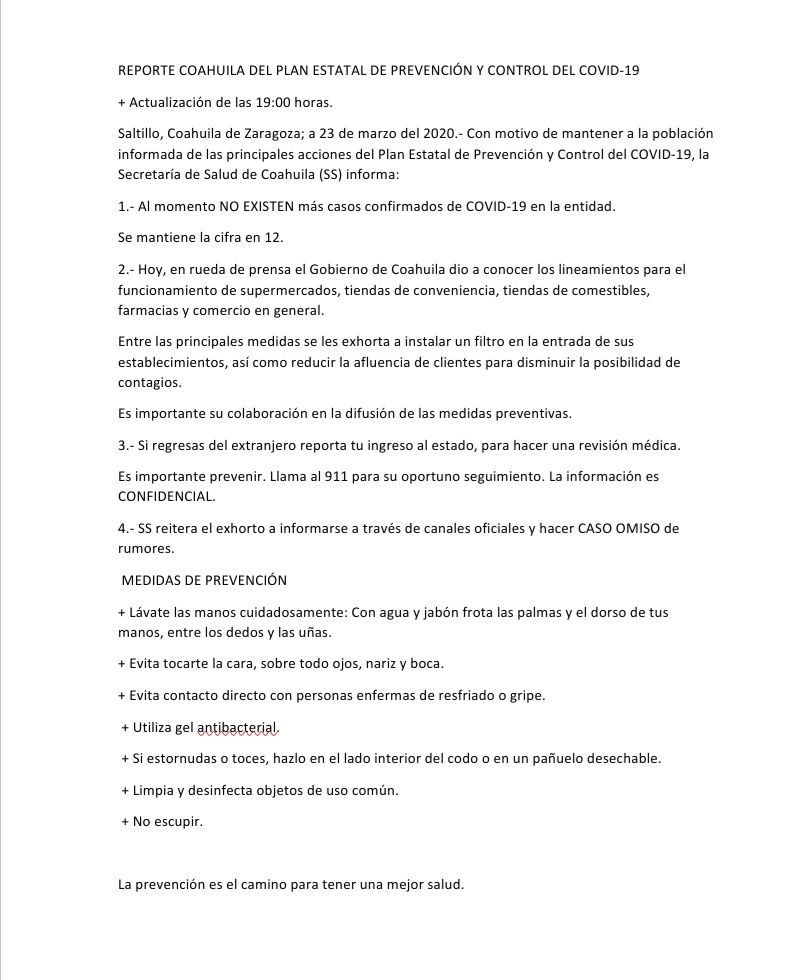 REPORTE COAHUILA DEL PLAN ESTATAL DE PREVENCIÓN Y CONTROL DEL COVID-19
+ Actualización de las 19:00 horas.
Saltillo, Coahuila de Zaragoza; a 23 de marzo del 2020.- Con motivo de mantener a la población
informada de las principales acciones del Plan Estatal de Prevención y Control del COVID-19, la
Secretaría de Salud de Coahuila (SS) informa:
1.- Al momento NO EXISTEN más casos confirmados de COVID-19 en la entidad.
Se mantiene la cifra en 12.
2.- Hoy, en rueda de prensa el Gobierno de Coahuila dio a conocer los lineamientos para el
funcionamiento de supermercados, tiendas de conveniencia, tiendas de comestibles,
farmacias y comercio en general.
Entre las principales medidas se les exhorta a instalar un filtro en la entrada de sus
establecimientos, así como reducir la afluencia de clientes para disminuir la posibilidad de
contagios.
Es importante su colaboración en la difusión de las medidas preventivas.
3.- Si regresas del extranjero reporta tu ingreso al estado, para hacer una revisión médica.
Es importante prevenir. Llama al 911 para su oportuno seguimiento. La información es
CONFIDENCIAL.
4.- SS reitera el exhorto a informarse a través de canales oficiales y hacer CASO OMISO de
rumores.
MEDIDAS DE PREVENCIÓN
+ Lávate las manos cuidadosamente: Con agua y jabón frota las palmas y el dorso de tus
manos, entre los dedos y las uñas.
+ Evita tocarte la cara, sobre todo ojos, nariz y boca.
+ Evita contacto directo con personas enfermas de resfriado o gripe.
+ Utiliza gel antibacterial.
+ Si estornudas o toces, hazlo en el lado interior del codo o en un pañuelo desechable.
+ Limpia y desinfecta objetos de uso común.
+ No escupir.
La prevención es el camino para tener una mejor salud.